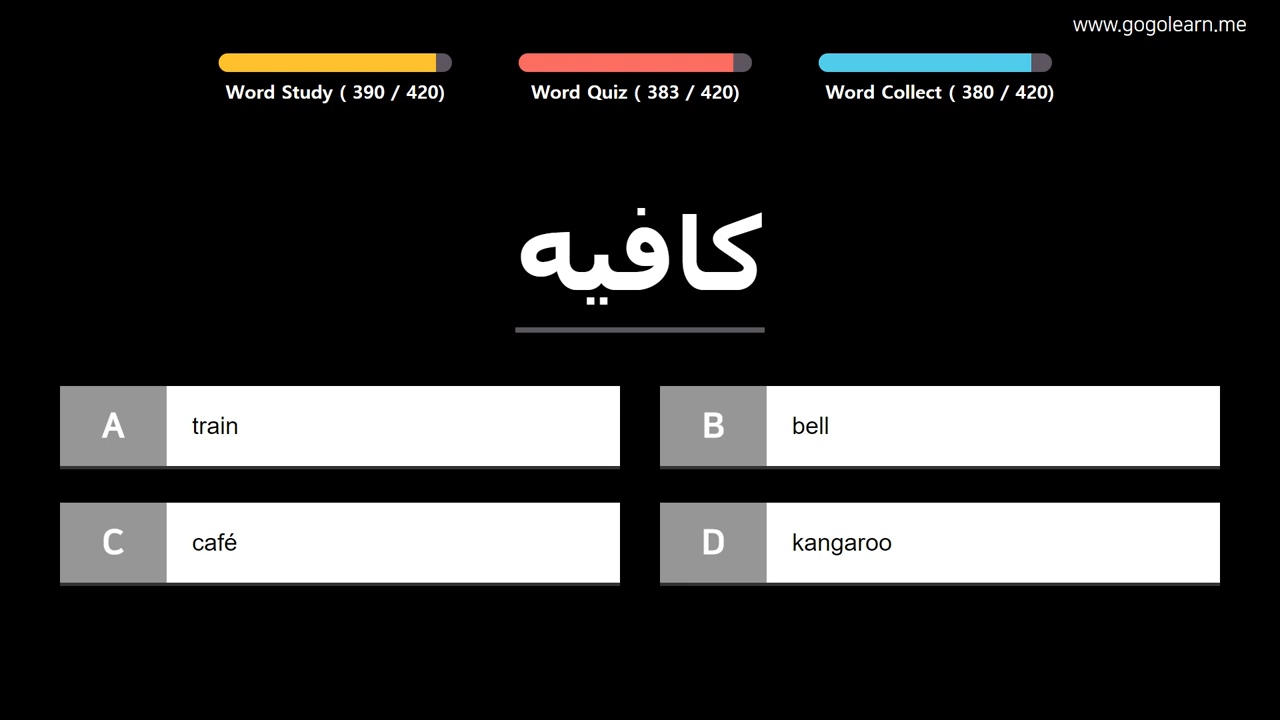 www.gogolearn.me
Word Study ( 390 / 420)
Word Quiz ( 383 / 420)
Word Collect ( 380 / 420)
كافيه
A train
B bell
C café
D kangaroo